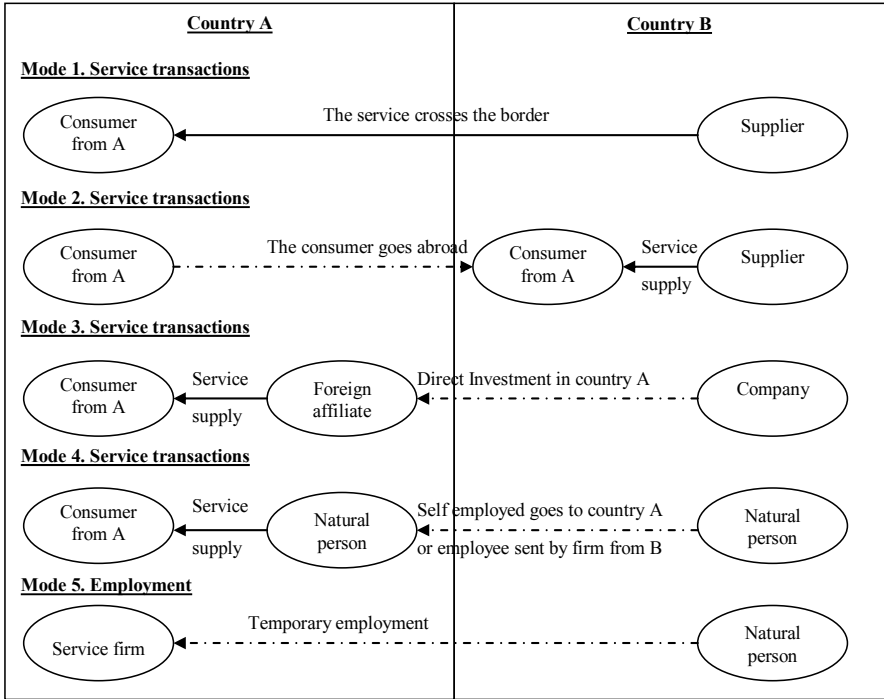 Country A
Country B
Mode 1. Service transactions
Consumer
from A
The service crosses the border
Supplier
Mode 2. Service transactions
Consumer
from A
The consumer goes abroad
Consumer
from A
Service
supply
Supplier
Mode 3. Service transactions
Consumer
from A
Service
supply
Foreign
affiliate
Direct Investment in country A
Company
Mode 4. Service transactions
Consumer
from A
Service
supply
Natural
person
Self employed goes to country A
or employee sent by firm from B
Natural
person
Mode 5. Employment
Service firm
Temporary employment
Natural
person